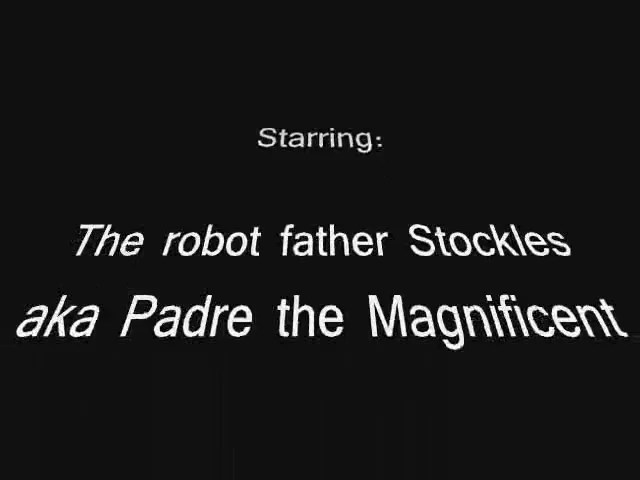 Starring:
The robot father Stockles
aka Padre the Magnificent